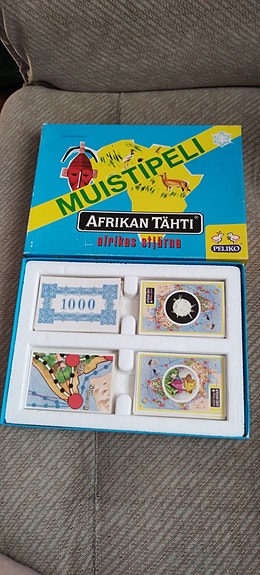 MUISTIPELI
AFRIKAN TÄHTI®
afrikas stjärna
PELIKO
1000